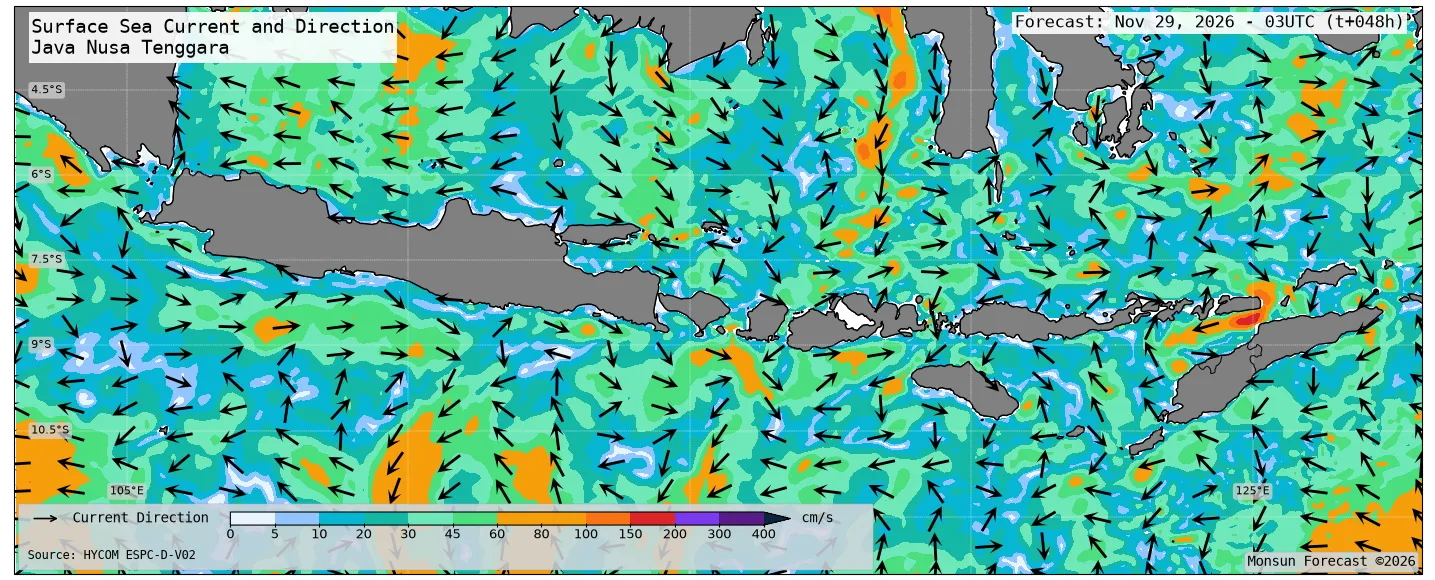 Surface Sea Current and Direction
Java Nusa Tenggara
Forecast: Nov 29, 2026 - 03UTC (t+048h)
4.5°S
6°S
7.5°S
9°S
10.5°S
105°E
125°E
Current Direction
0 5 10 20 30 45 60 80 100 150 200 300 400 cm/s
Source: HYCOM ESPC-D-V02
Monsun Forecast ©2026